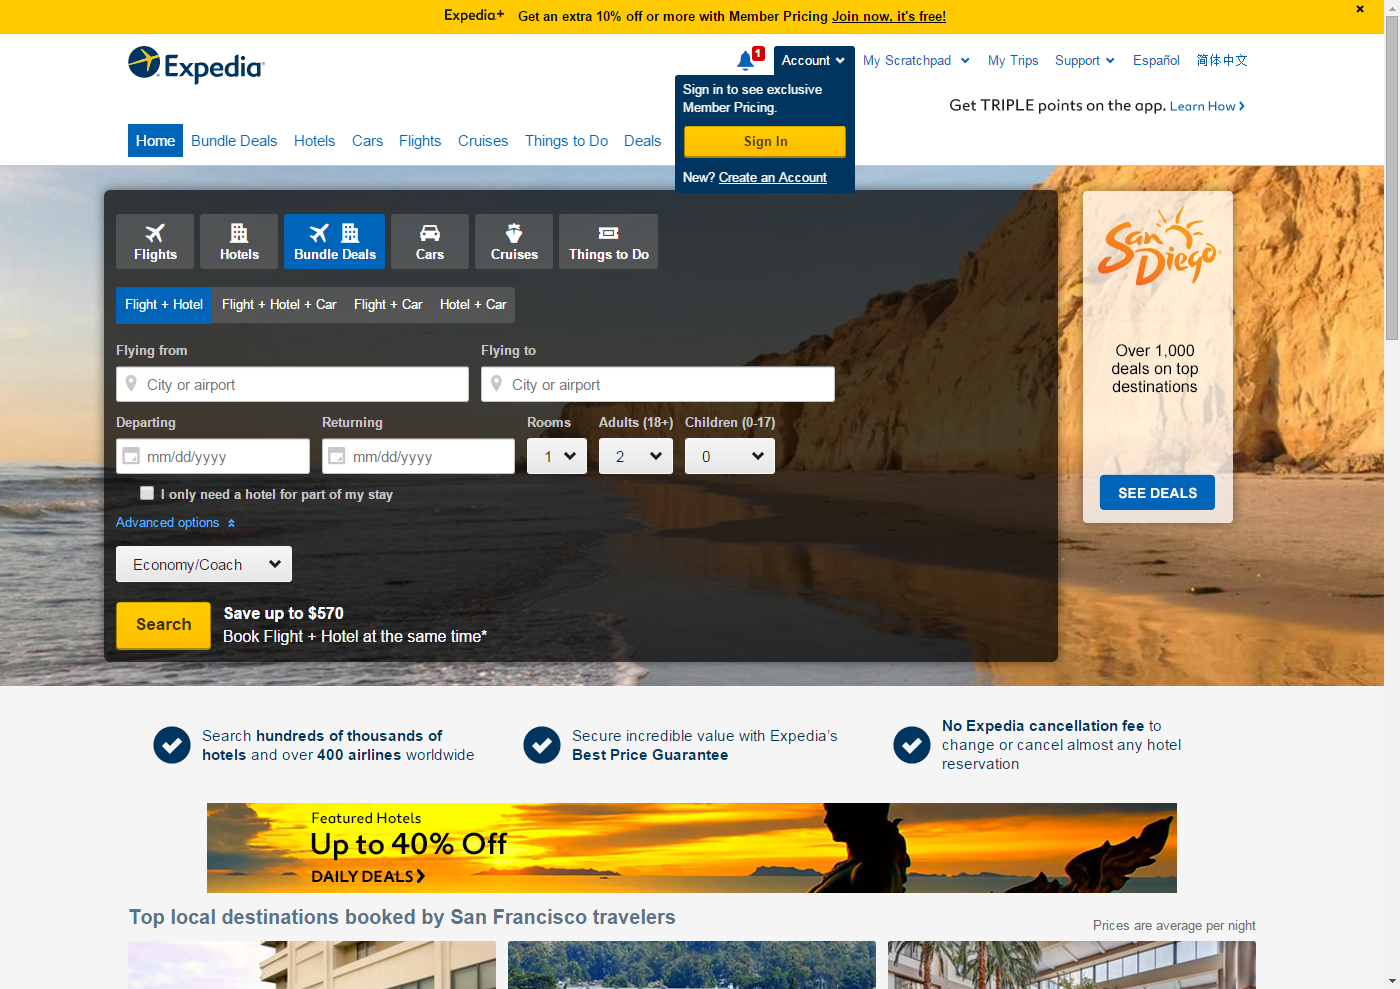 Expedia+ Get an extra 10% off or more with Member Pricing Join now, it's free!
Expedia
1
Account
My Scratchpad
My Trips
Support
Español
简体中文
Sign in to see exclusive
Member Pricing.
Sign In
New? Create an Account
Get TRIPLE points on the app. Learn How
Home
Bundle Deals
Hotels
Cars
Flights
Cruises
Things to Do
Deals
Flights
Hotels
Bundle Deals
Cars
Cruises
Things to Do
Flight + Hotel
Flight + Hotel + Car
Flight + Car
Hotel + Car
Flying from
Flying to
City or airport
City or airport
Departing
Returning
Rooms
Adults (18+)
Children (0-17)
mm/dd/yyyy
mm/dd/yyyy
1
2
0
I only need a hotel for part of my stay
Advanced options
Economy/Coach
Search
Save up to $570
Book Flight + Hotel at the same time*
San
Diego
Over 1,000
deals on top
destinations
SEE DEALS
Search hundreds of thousands of
hotels and over 400 airlines worldwide
Secure incredible value with Expedia's
Best Price Guarantee
No Expedia cancellation fee to
change or cancel almost any hotel
reservation
Featured Hotels
Up to 40% Off
DAILY DEALS
Top local destinations booked by San Francisco travelers
Prices are average per night